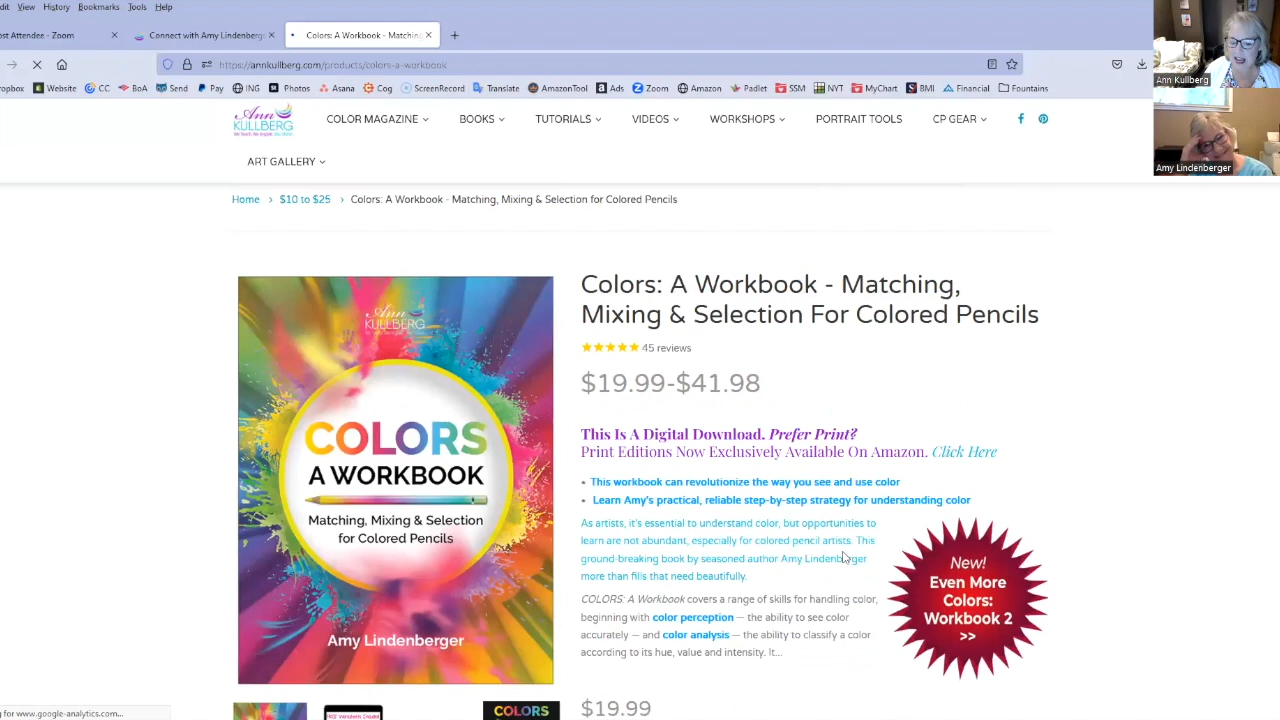 dit View History Bookmarks Tools Help
ost Attendee - Zoom
Connect with Amy Lindenberg
Colors: A Workbook - Matchin
https://annkullberg.com/products/colors-a-workbook
ropbox Website CC BoA Send Pay ING Photos Asana Cog ScreenRecord Translate AmazonTool Ads Zoom Amazon Padlet SSM NVT MyChart BMI Financial Fountains
Ann Kullberg
Amy Lindenberger
Ann
KULLBERG
COLOR MAGAZINE BOOKS TUTORIALS VIDEOS WORKSHOPS PORTRAIT TOOLS CP GEAR
ART GALLERY
Home > $10 to $25 > Colors: A Workbook - Matching, Mixing & Selection for Colored Pencils
Ann
KULLBERG
COLORS
A WORKBOOK
Matching, Mixing & Selection
for Colored Pencils
Amy Lindenberger
Colors: A Workbook - Matching,
Mixing & Selection For Colored Pencils
45 reviews
$19.99-$41.98
This Is A Digital Download. Prefer Print?
Print Editions Now Exclusively Available On Amazon. Click Here
• This workbook can revolutionize the way you see and use color
• Learn Amy's practical, reliable step-by-step strategy for understanding color
As artists, it's essential to understand color, but opportunities to
learn are not abundant, especially for colored pencil artists. This
ground-breaking book by seasoned author Amy Lindenberger
more than fills that need beautifully.
COLORS: A Workbook covers a range of skills for handling color,
beginning with color perception — the ability to see color
accurately — and color analysis — the ability to classify a color
according to its hue, value and intensity. It...
New!
Even More
Colors:
Workbook 2
>>
$19.99
COLORS
g for www.google-analytics.com...